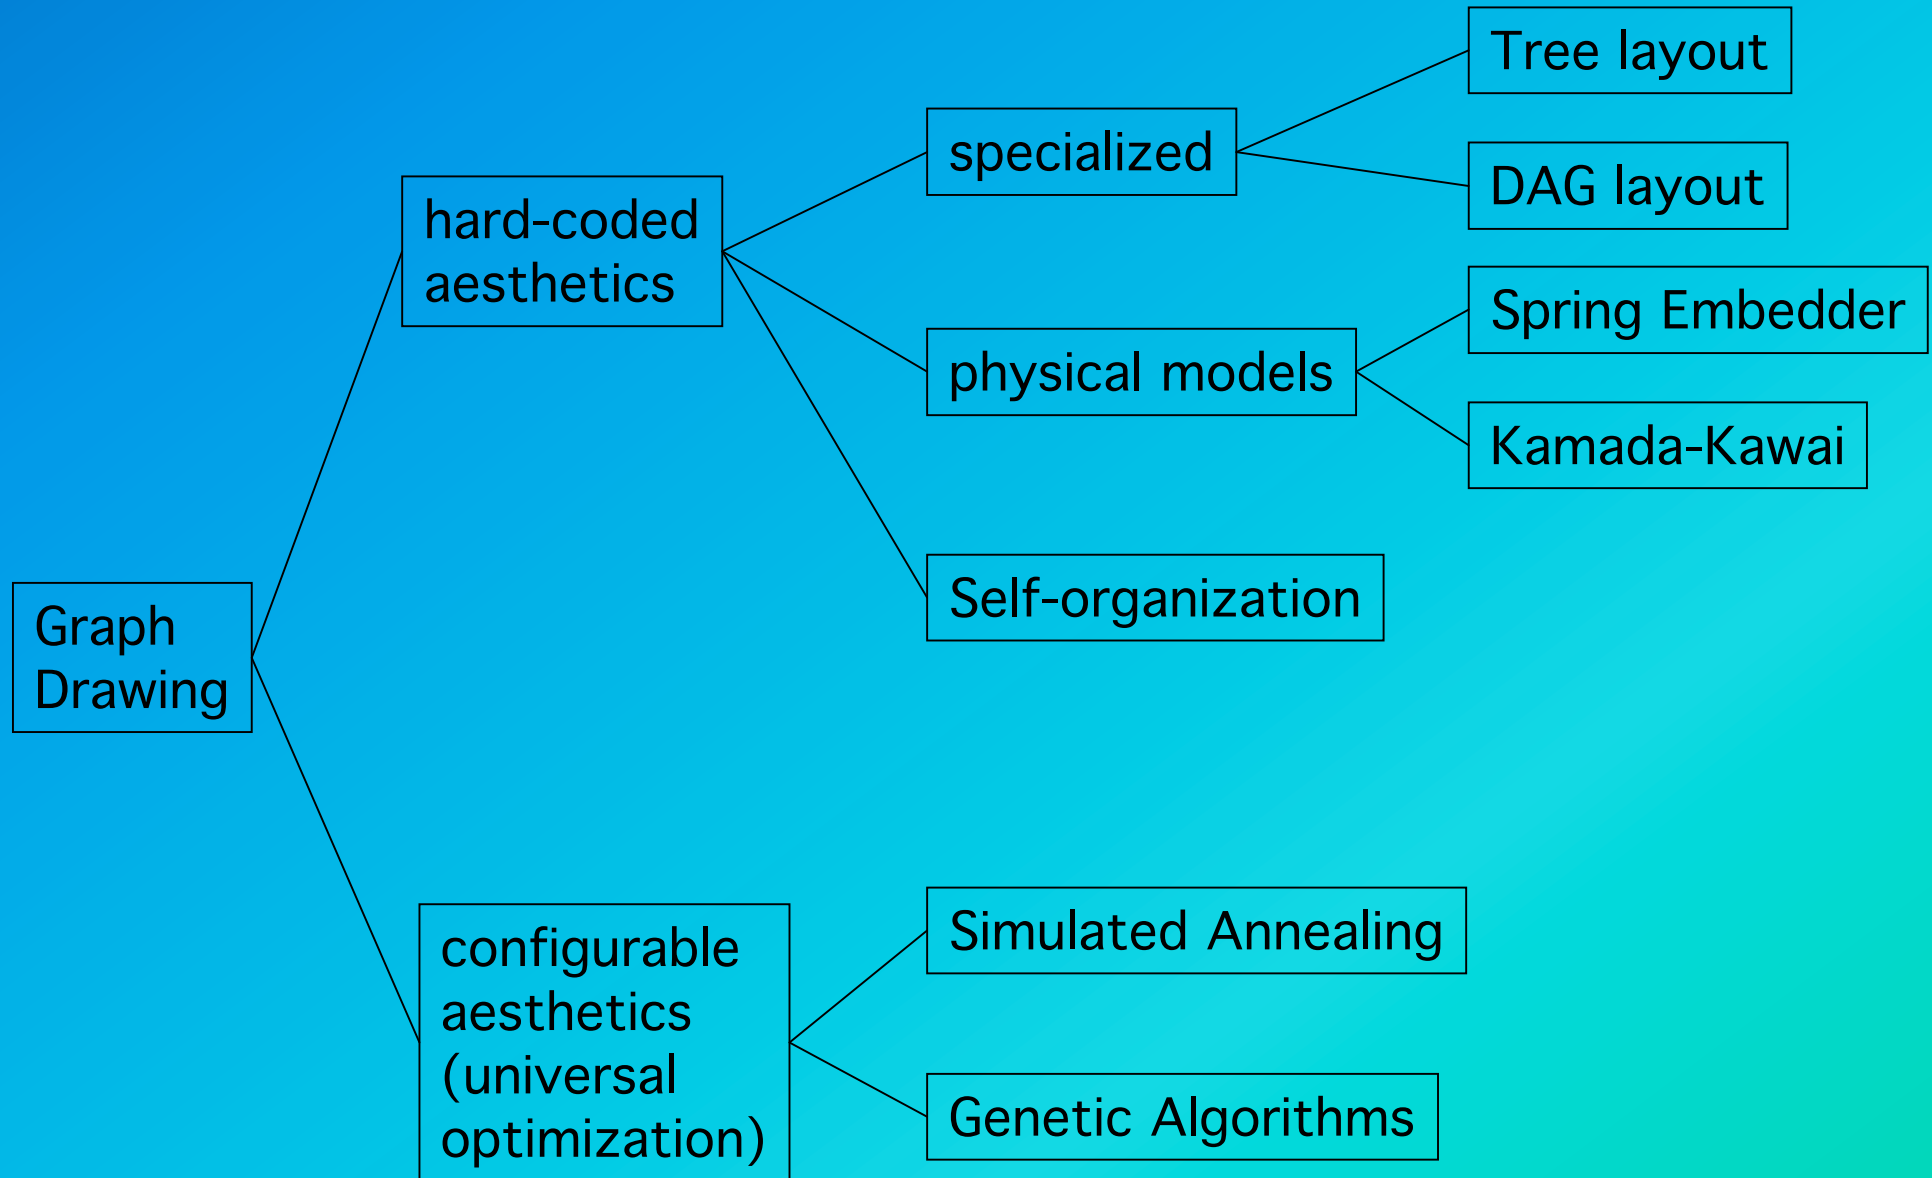 Graph
Drawing
hard-coded
aesthetics
specialized
Tree layout
DAG layout
physical models
Spring Embedder
Kamada-Kawai
Self-organization
configurable
aesthetics
(universal
optimization)
Simulated Annealing
Genetic Algorithms